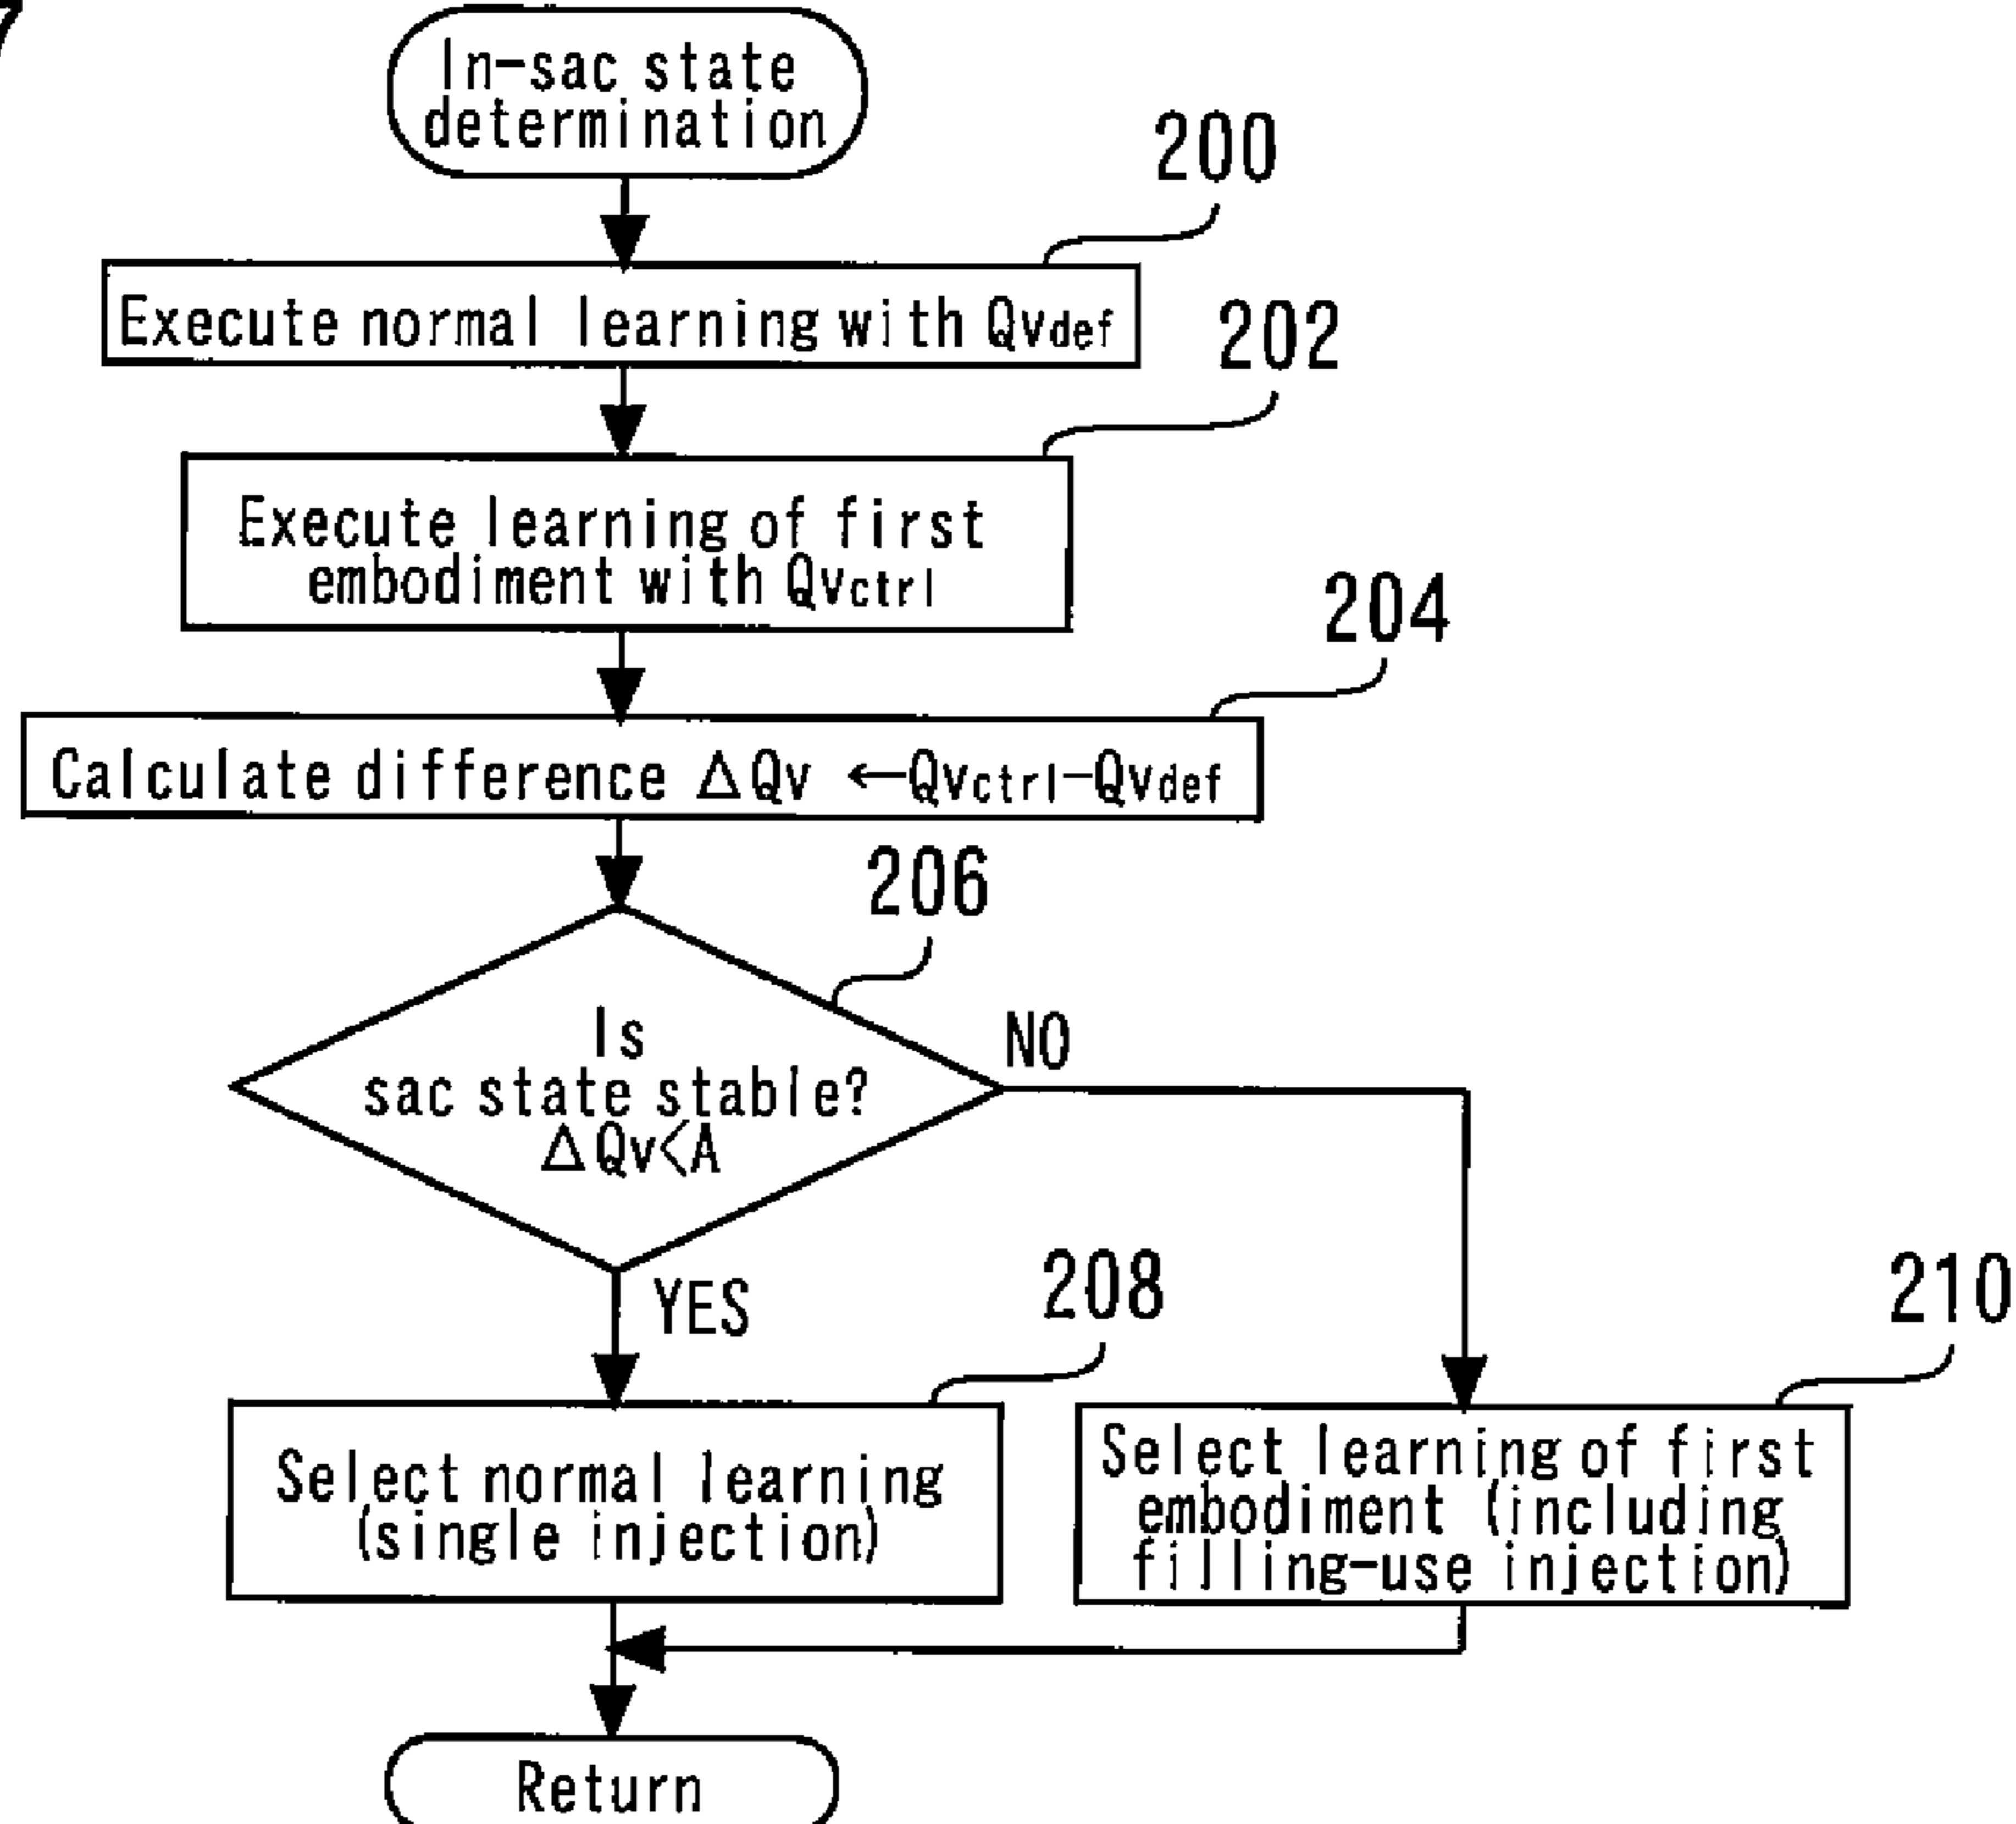 In-sac state
determination
200
Execute normal learning with Qvdef
202
Execute learning of first
embodiment with Qvctrl
204
Calculate difference △Qv ←Qvctrl−Qvdef
206
Is
sac state stable?
△Qv<A
NO
YES
208
Select normal learning
(single injection)
210
Select learning of first
embodiment (including
filling-use injection)
Return